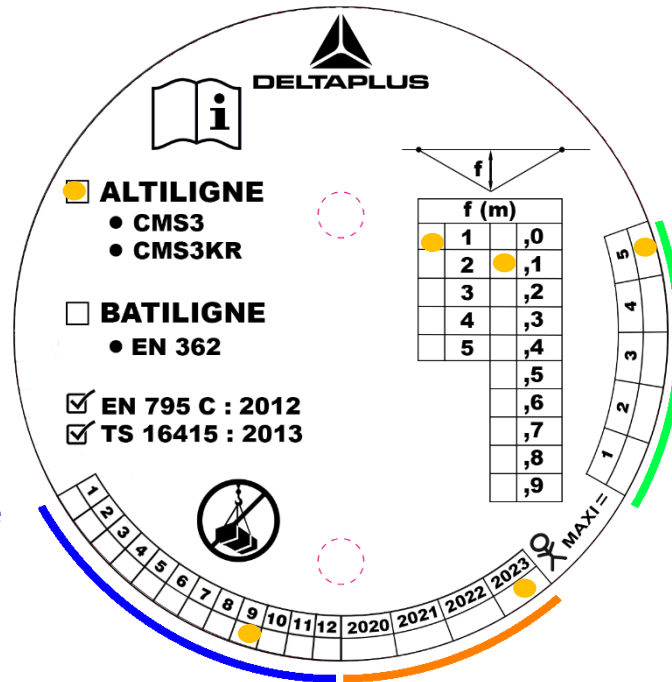 DELTAPLUS
i
ALTILIGNE
• CMS3
• CMS3KR
BATILIGNE
• EN 362
EN 795 C : 2012
TS 16415 : 2013
f
f (m)
1 ,0
2 ,1
3 ,2
4 ,3
5 ,4
,5
,6
,7
,8
,9
1 2 3 4 5 6 7 8 9 10 11 12 2020 2021 2022 2023
MAXI =
1 2 3 4 5